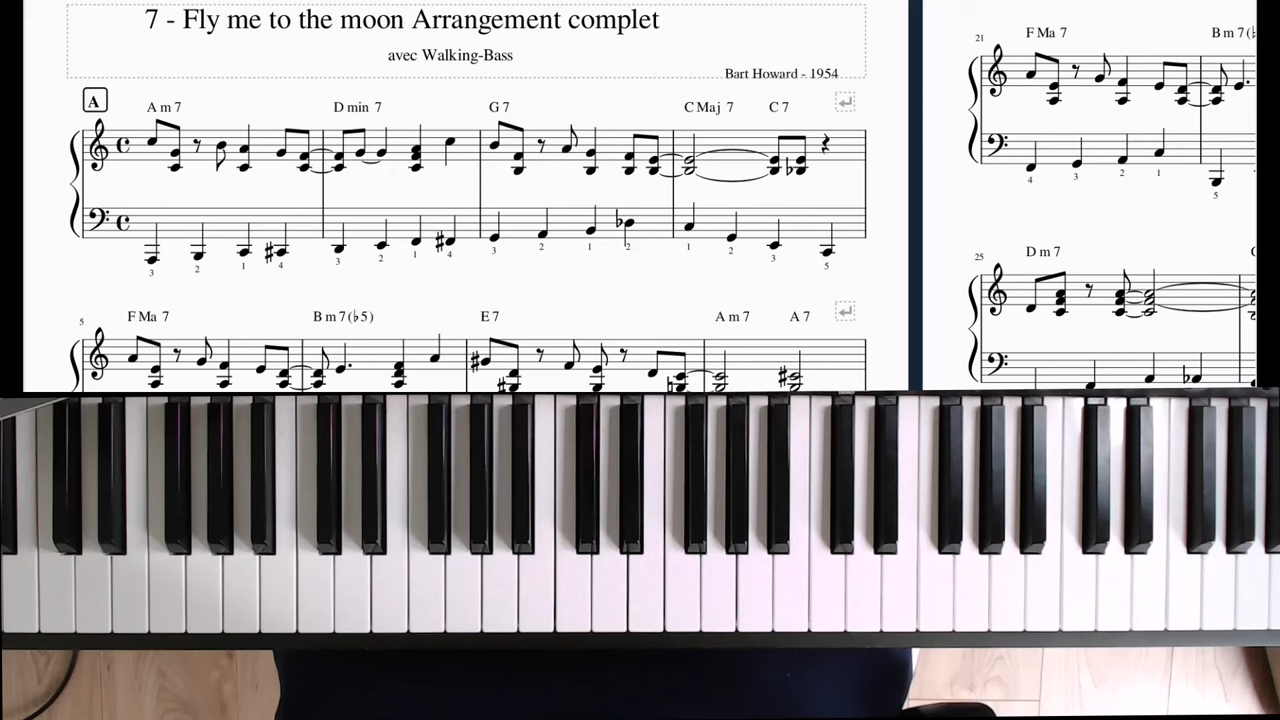 7 - Fly me to the moon Arrangement complet
avec Walking-Bass
Bart Howard - 1954
A
A m 7 D min 7 G 7 C Maj 7 C 7
3 2 1 4 3 2 1 4 3 2 1 2 1 2 3 5
5
F Ma 7 B m 7 (♭5) E 7 A m 7 A 7
21
F Ma 7 B m 7 (♭
4 3 2 1 5
25
D m 7